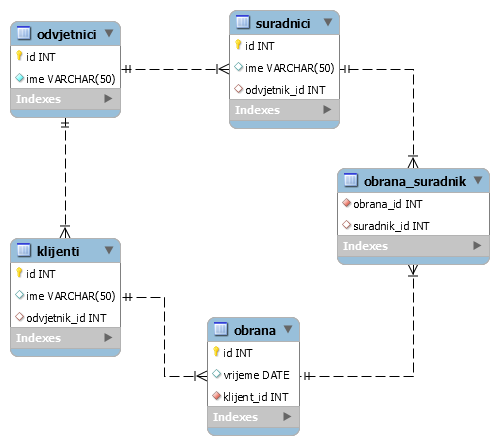 odvjetnici
id INT
ime VARCHAR(50)
Indexes
suradnici
id INT
ime VARCHAR(50)
odvjetnik_id INT
Indexes
obrana_suradnik
obrana_id INT
suradnik_id INT
Indexes
klijenti
id INT
ime VARCHAR(50)
odvjetnik_id INT
Indexes
obrana
id INT
vrijeme DATE
klijent_id INT
Indexes